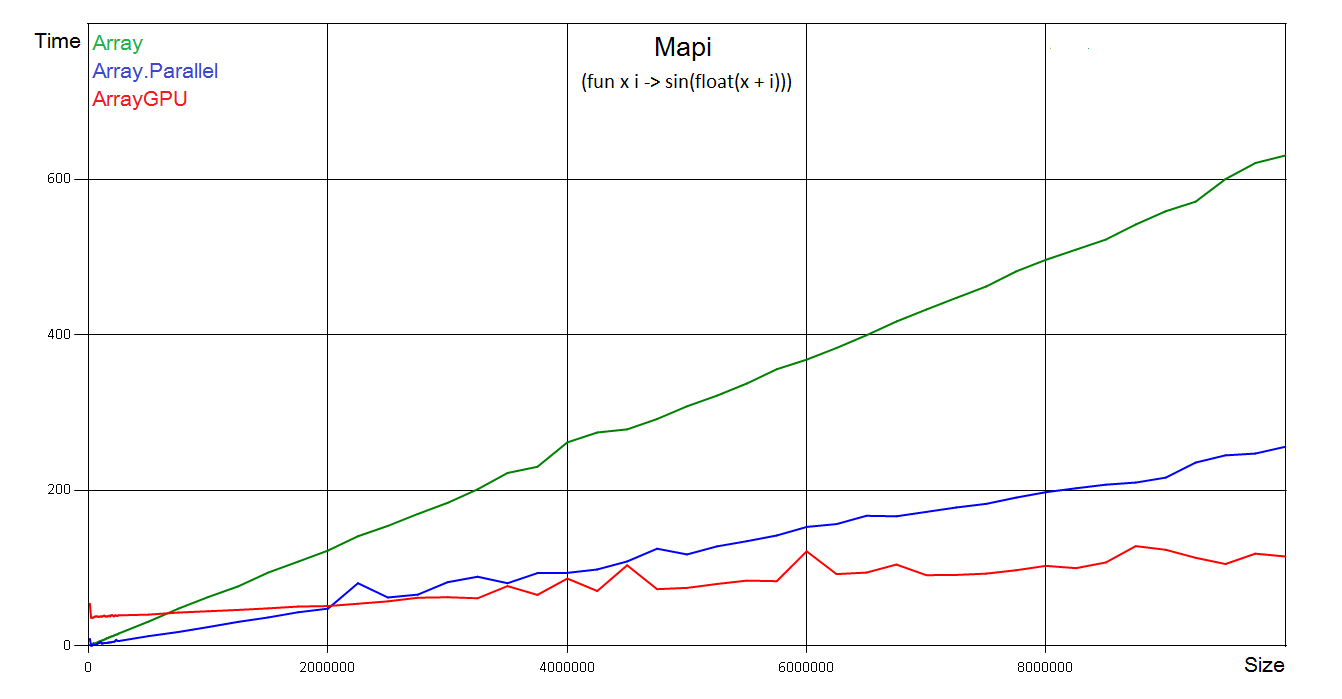 Mapi
(fun x i -> sin(float(x + i)))
Time
Array
Array.Parallel
ArrayGPU
600
400
200
0
0
2000000
4000000
6000000
8000000
Size